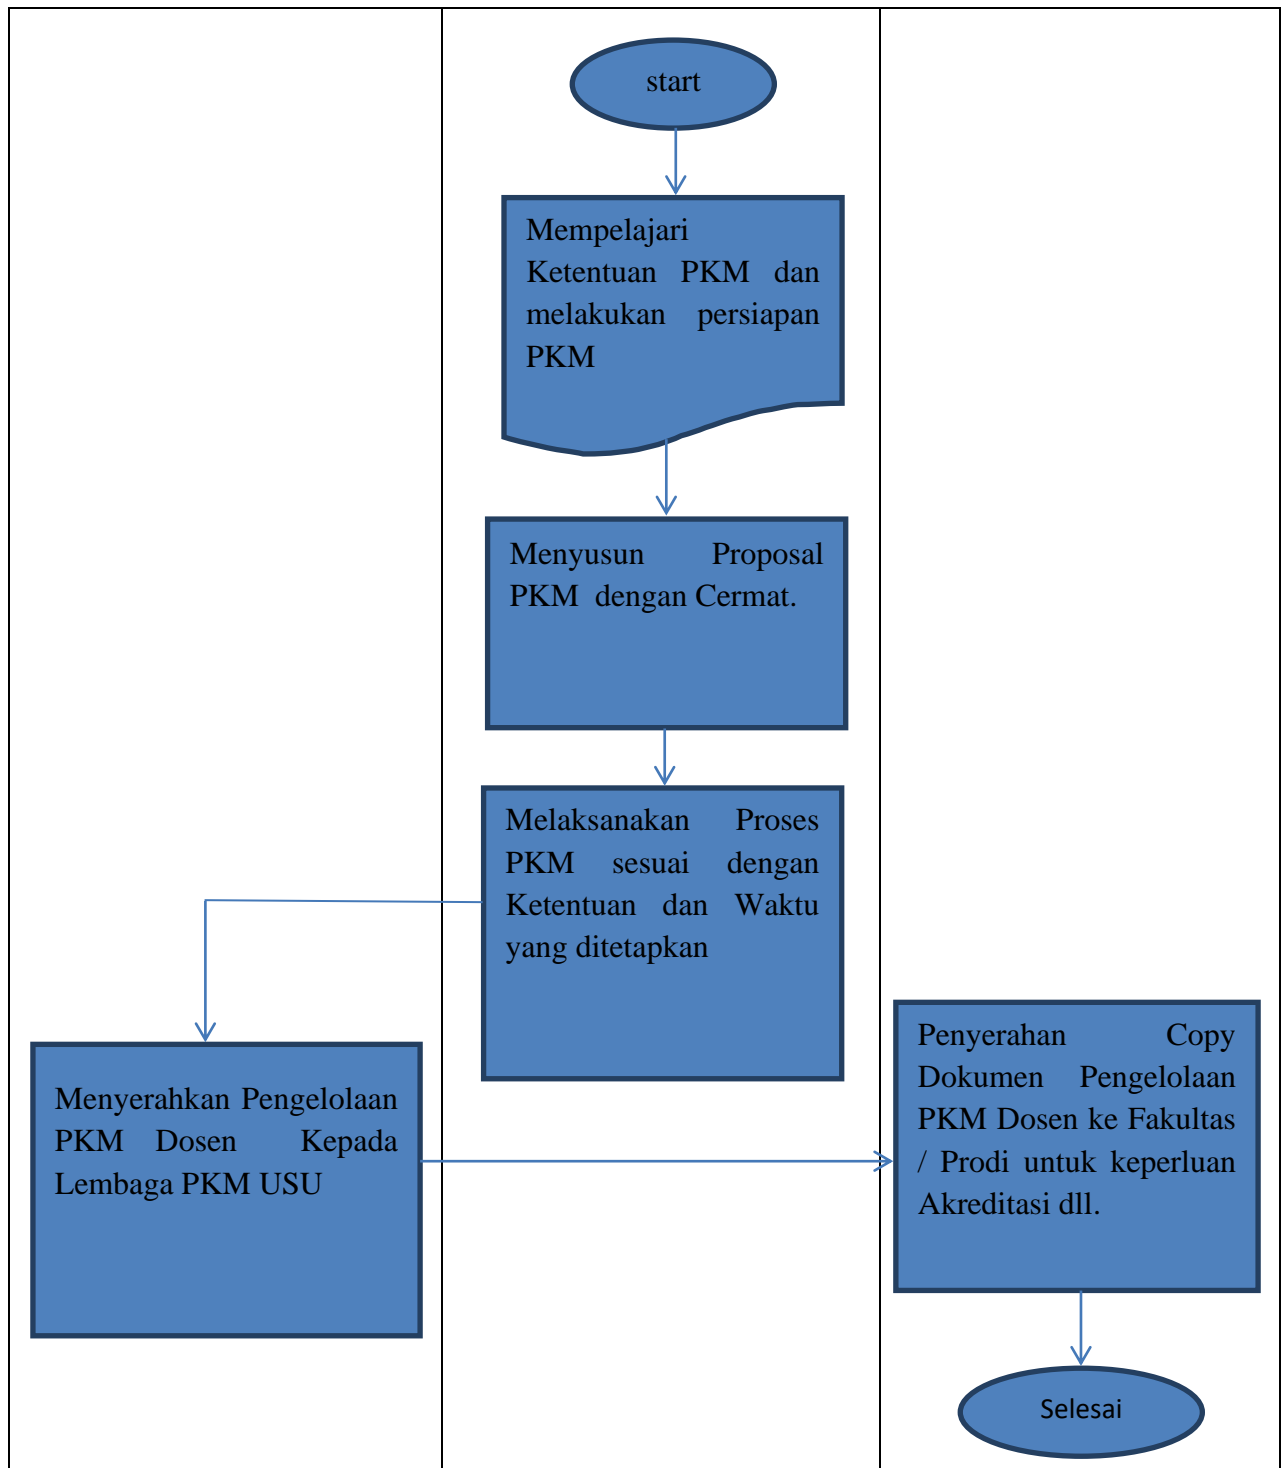 start
Mempelajari
Ketentuan PKM dan
melakukan persiapan
PKM
Menyusun Proposal
PKM dengan Cermat.
Melaksanakan Proses
PKM sesuai dengan
Ketentuan dan Waktu
yang ditetapkan
Menyerahkan Pengelolaan
PKM Dosen Kepada
Lembaga PKM USU
Penyerahan Copy
Dokumen Pengelolaan
PKM Dosen ke Fakultas
/ Prodi untuk keperluan
Akreditasi dll.
Selesai